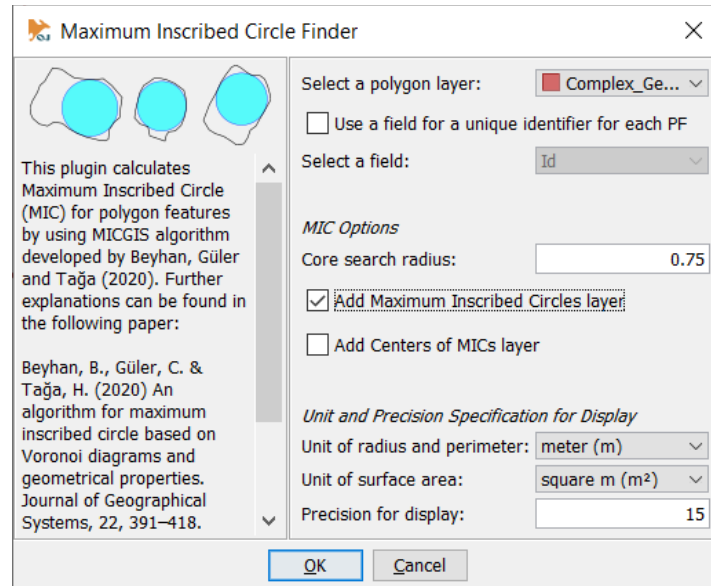 Maximum Inscribed Circle Finder
This plugin calculates
Maximum Inscribed Circle
(MIC) for polygon features
by using MICGIS algorithm
developed by Beyhan, Güler
and Tağa (2020). Further
explanations can be found in
the following paper:
Beyhan, B., Güler, C. &
Tağa, H. (2020) An
algorithm for maximum
inscribed circle based on
Voronoi diagrams and
geometrical properties.
Journal of Geographical
Systems, 22, 391–418.
Select a polygon layer: Complex_Ge...
Use a field for a unique identifier for each PF
Select a field: Id
MIC Options
Core search radius: 0.75
Add Maximum Inscribed Circles layer
Add Centers of MICs layer
Unit and Precision Specification for Display
Unit of radius and perimeter: meter (m)
Unit of surface area: square m (m²)
Precision for display: 15
OK Cancel